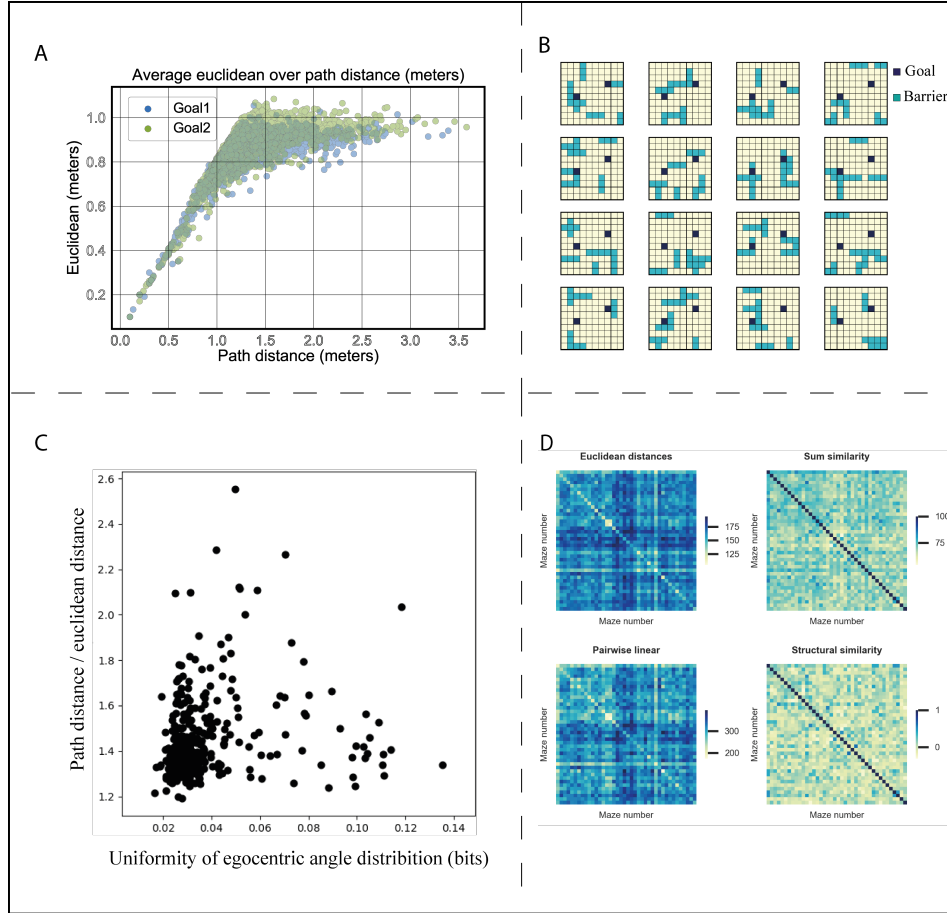 A
Average euclidean over path distance (meters)
Goal1
Goal2
Euclidean (meters)
1.0
0.8
0.6
0.4
0.2
0.0 0.5 1.0 1.5 2.0 2.5 3.0 3.5
Path distance (meters)
B
Goal
Barrier
C
Path distance / euclidean distance
2.6
2.4
2.2
2.0
1.8
1.6
1.4
1.2
0.02 0.04 0.06 0.08 0.10 0.12 0.14
Uniformity of egocentric angle distribition (bits)
D
Euclidean distances
Maze number
175
150
125
Maze number
Sum similarity
Maze number
100
75
Maze number
Pairwise linear
Maze number
300
200
Maze number
Structural similarity
Maze number
1
0
Maze number